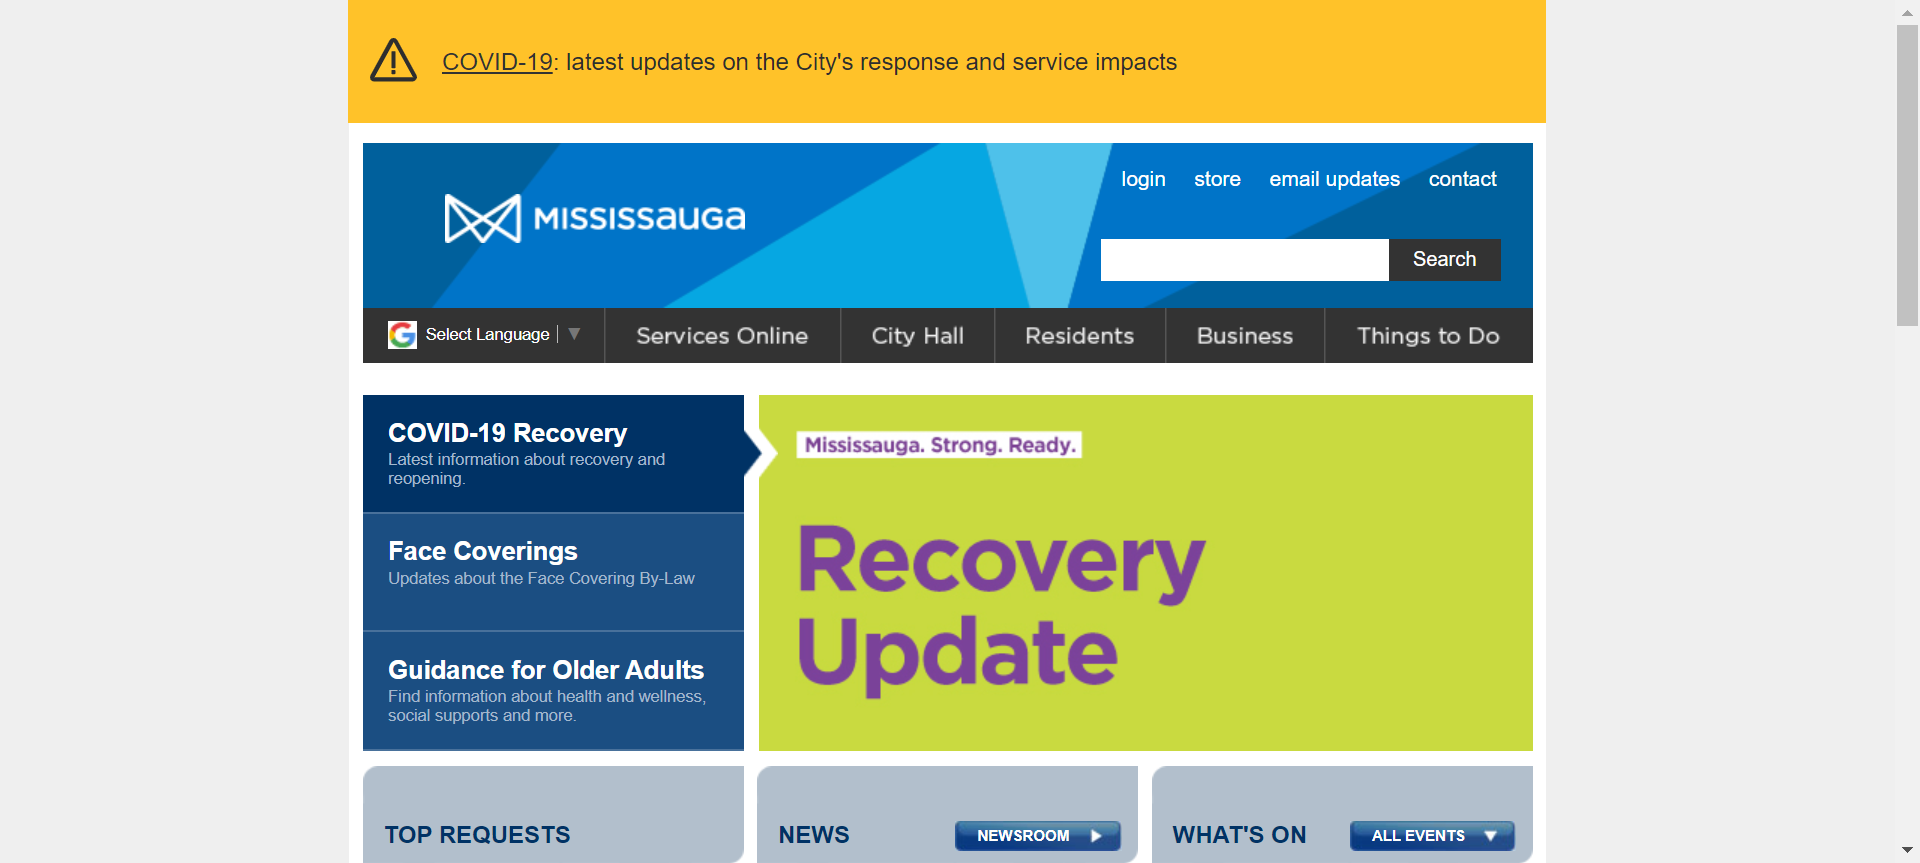 COVID-19: latest updates on the City's response and service impacts
login store email updates contact
MISSISSAUGA
Search
Select Language Services Online City Hall Residents Business Things to Do
COVID-19 Recovery
Latest information about recovery and
reopening.
Face Coverings
Updates about the Face Covering By-Law
Guidance for Older Adults
Find information about health and wellness,
social supports and more.
Mississauga. Strong. Ready.
Recovery
Update
TOP REQUESTS
NEWS
NEWSROOM
WHAT'S ON
ALL EVENTS